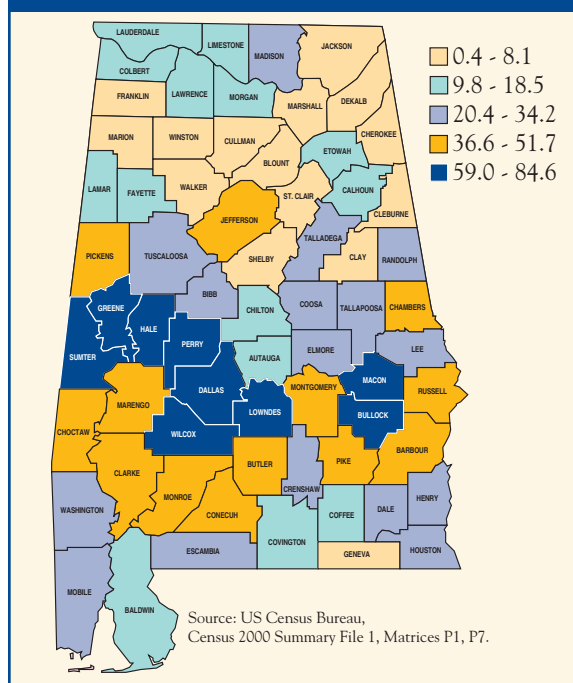 LAUDERDALE
LIMESTONE
MADISON
JACKSON
COLBERT
LAWRENCE
MORGAN
FRANKLIN
MARSHALL
DEKALB
CHEROKEE
MARION
WINSTON
CULLMAN
BLOUNT
ETOWAH
LAMAR
FAYETTE
WALKER
JEFFERSON
ST. CLAIR
CALHOUN
CLEBURNE
PICKENS
TUSCALOOSA
SHELBY
TALLADEGA
CLAY
RANDOLPH
GREENE
HALE
BIBB
CHILTON
COOSA
TALLAPOOSA
CHAMBERS
SUMTER
PERRY
AUTAUGA
ELMORE
LEE
MARENGO
DALLAS
LOWNDES
MONTGOMERY
MACON
RUSSELL
CHOCTAW
WILCOX
BULLOCK
CLARKE
BUTLER
PIKE
BARBOUR
MONROE
CONECUH
CRENSHAW
WASHINGTON
COFFEE
DALE
HENRY
ESCAMBIA
COVINGTON
GENEVA
HOUSTON
MOBILE
BALDWIN
0.4 - 8.1
9.8 - 18.5
20.4 - 34.2
36.6 - 51.7
59.0 - 84.6
Source: US Census Bureau,
Census 2000 Summary File 1, Matrices P1, P7.